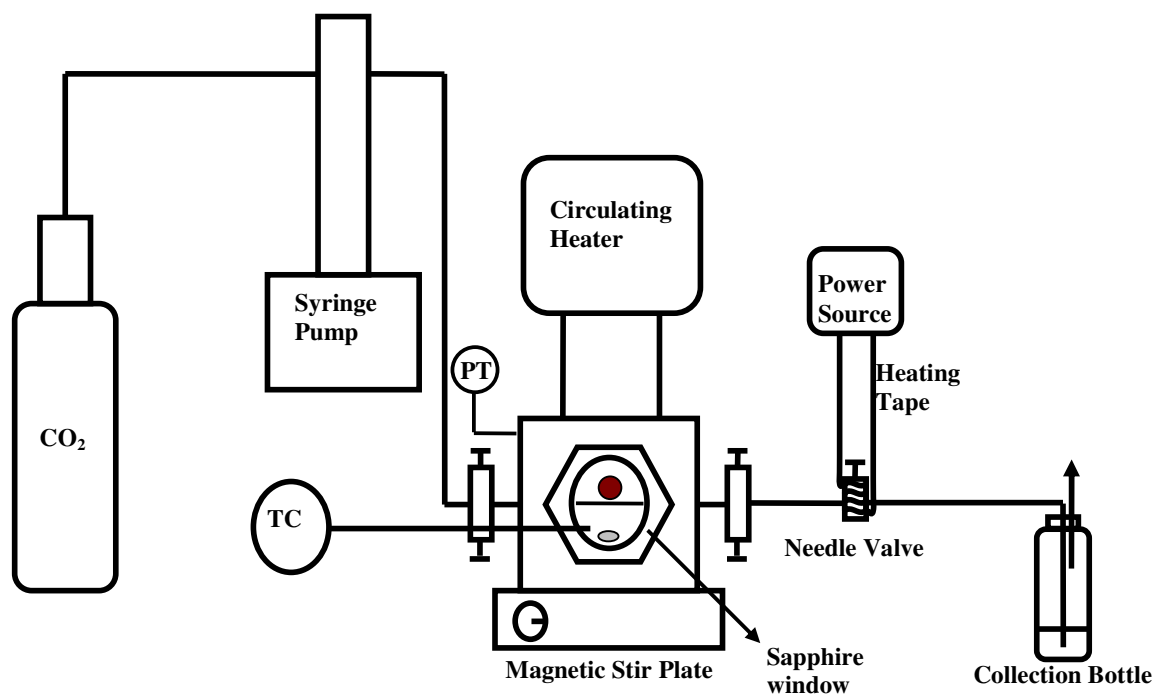 Circulating
Heater
Power
Source
Syringe
Pump
PT
Heating
Tape
CO₂
TC
Needle Valve
Sapphire
window
Magnetic Stir Plate
Collection Bottle